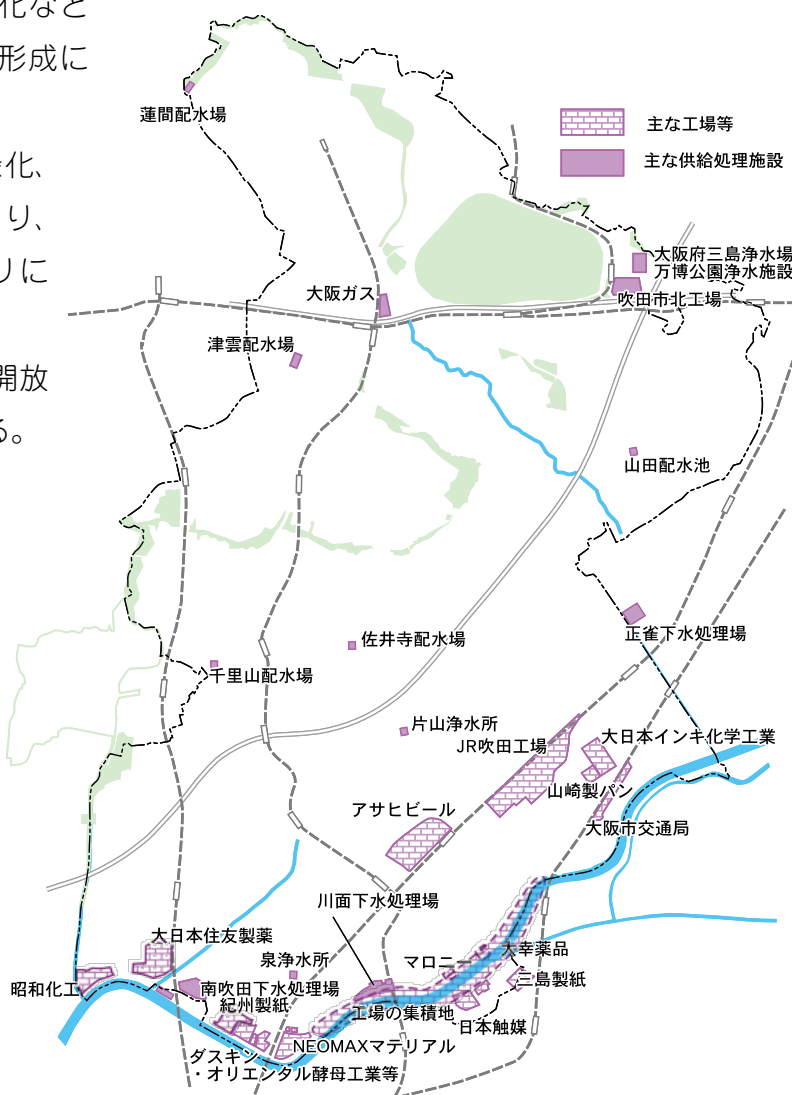 化など
形成に
化、
り、
りに
開放
る。
蓮間配水場
主な工場等
主な供給処理施設
大阪府三島浄水場
万博公園浄水施設
大阪ガス
吹田市北工場
津雲配水場
山田配水池
正雀下水処理場
佐井寺配水場
千里山配水場
片山浄水所
JR吹田工場
大日本インキ化学工業
山崎製パン
アサヒビール
大阪市交通局
川面下水処理場
大日本住友製薬
泉浄水所
マロニー
大幸薬品
昭和化工
南吹田下水処理場
三島製紙
紀州製紙
工場の集積地
日本触媒
NEOMAXマテリアル
ダスキン
・オリエンタル酵母工業等